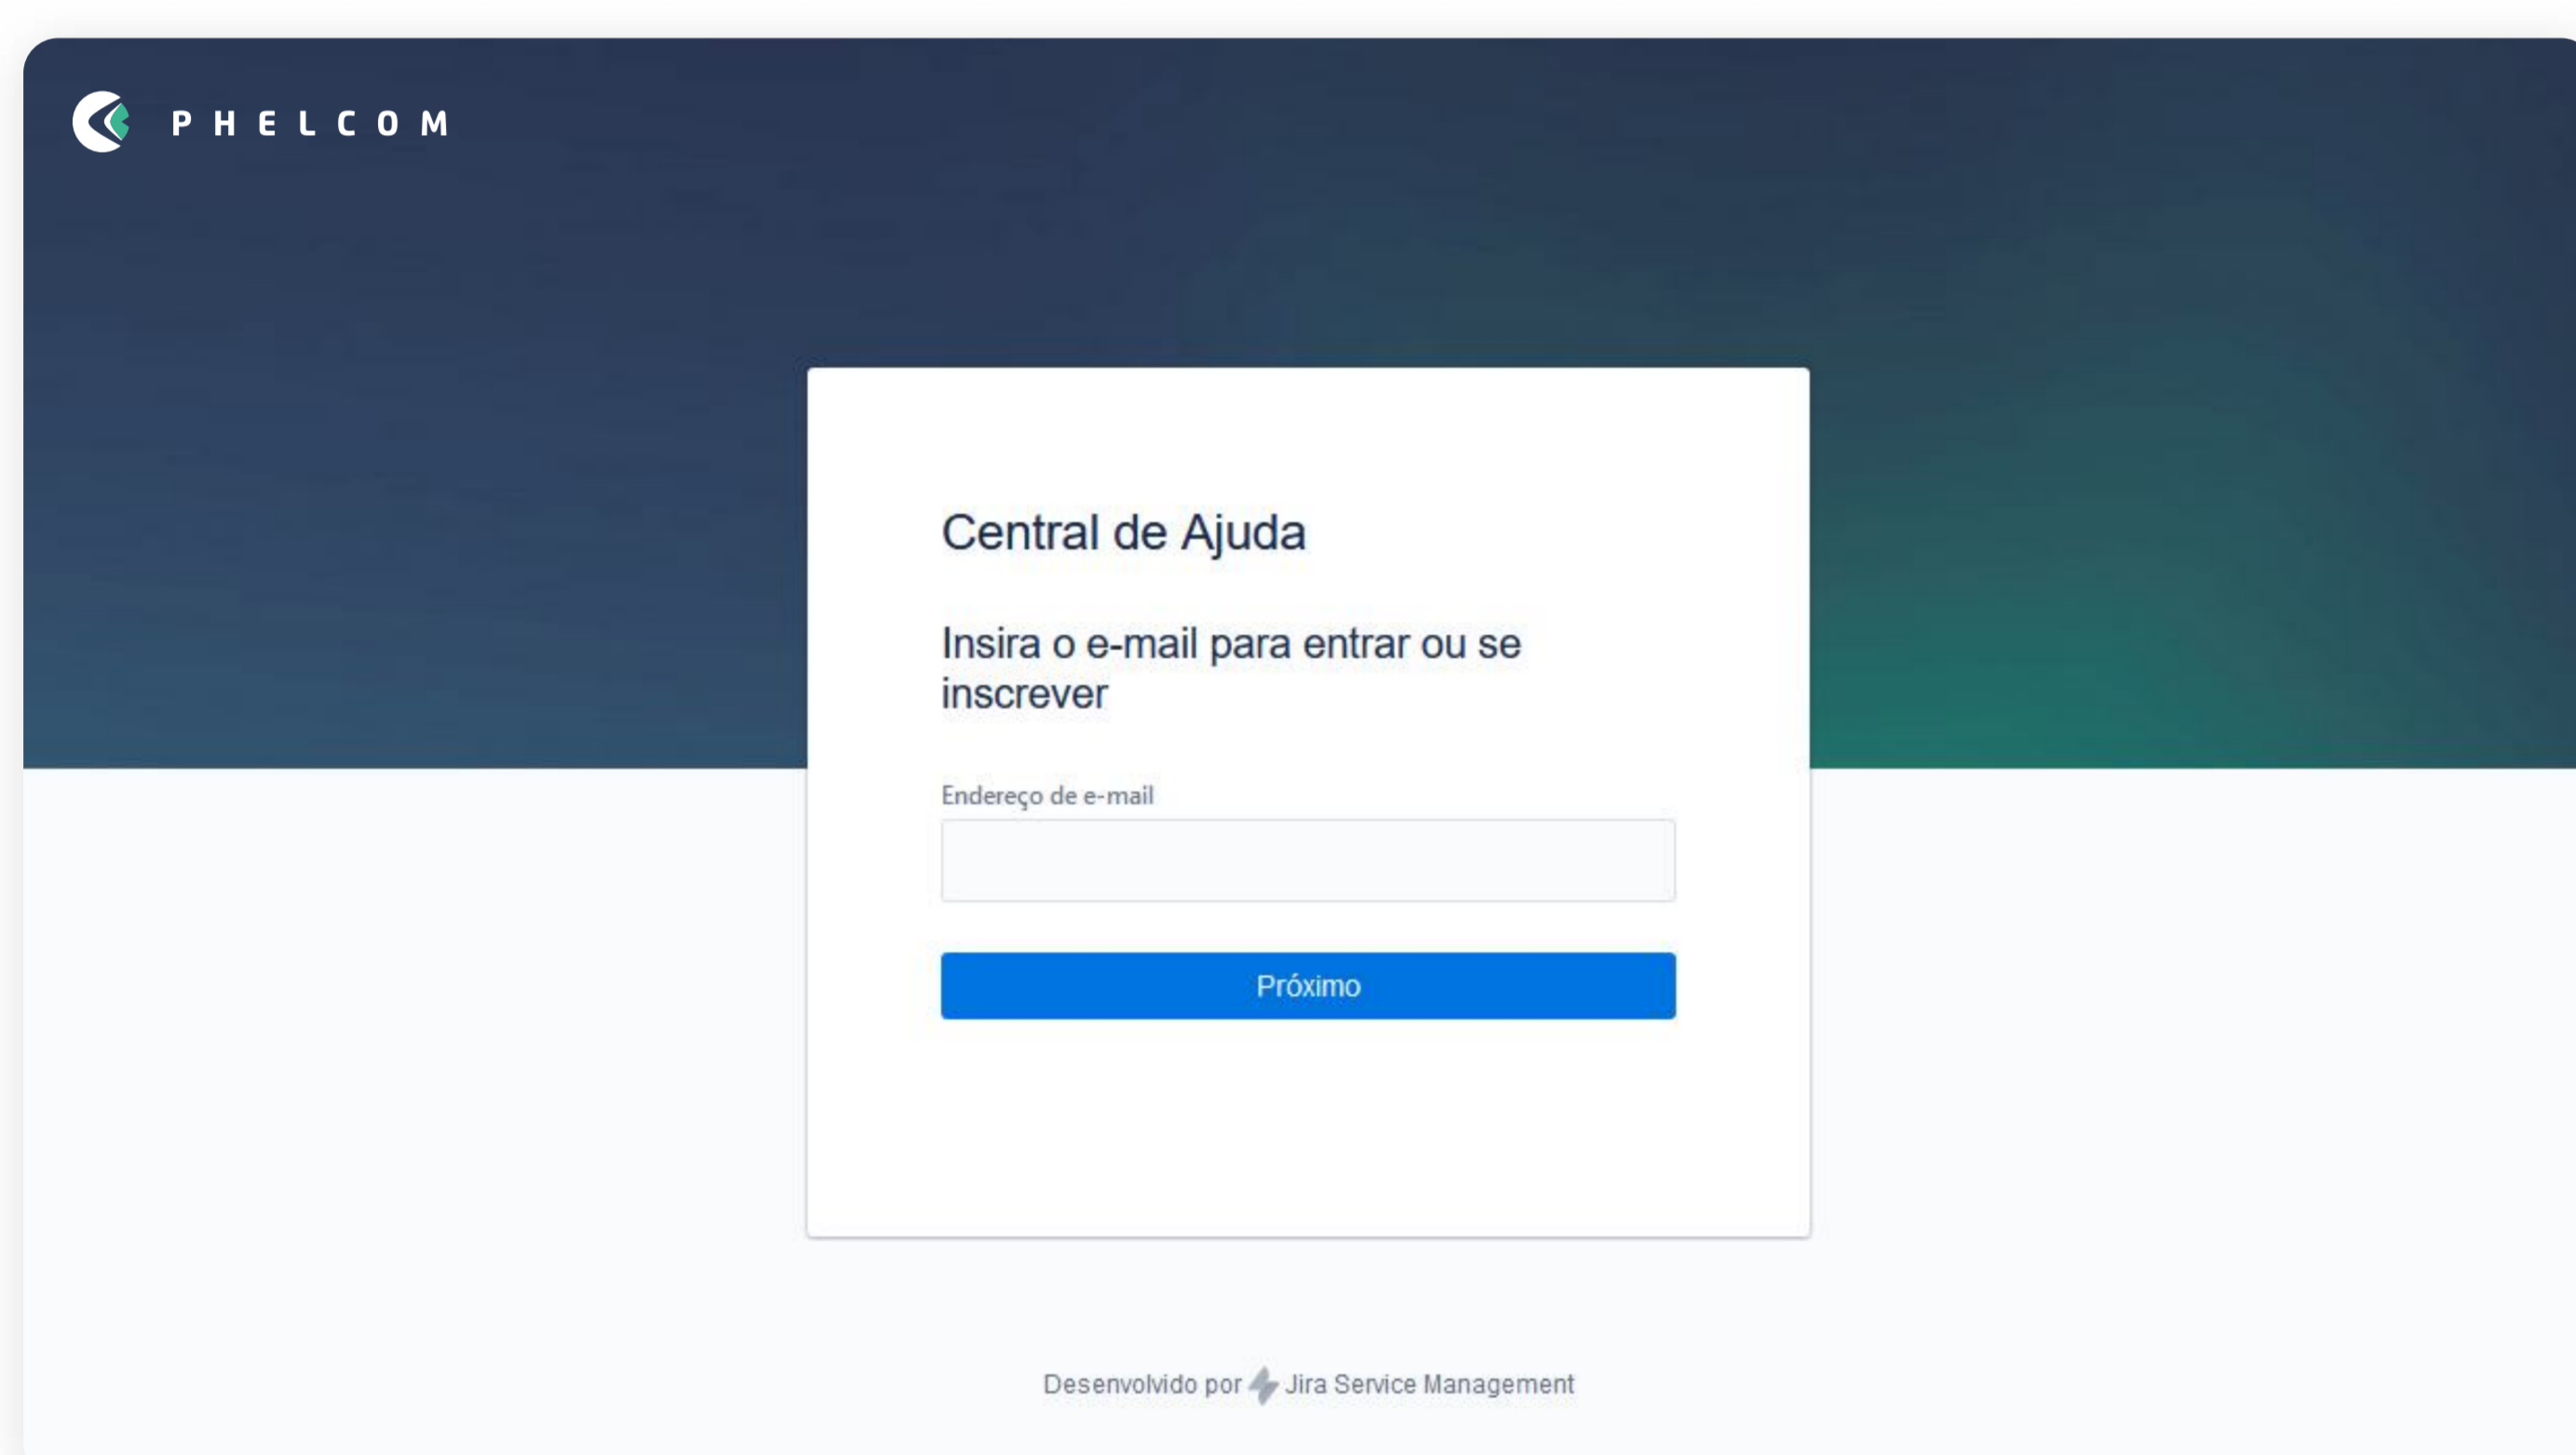 PHELCOM
Central de Ajuda
Insira o e-mail para entrar ou se
inscrever
Endereço de e-mail
Próximo
Desenvolvido por Jira Service Management